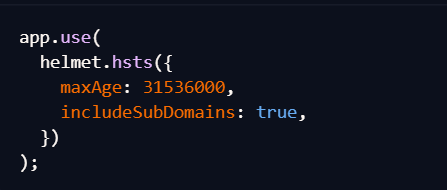 app.use(
  helmet.hsts({
    maxAge: 31536000,
    includeSubDomains: true,
  })
);